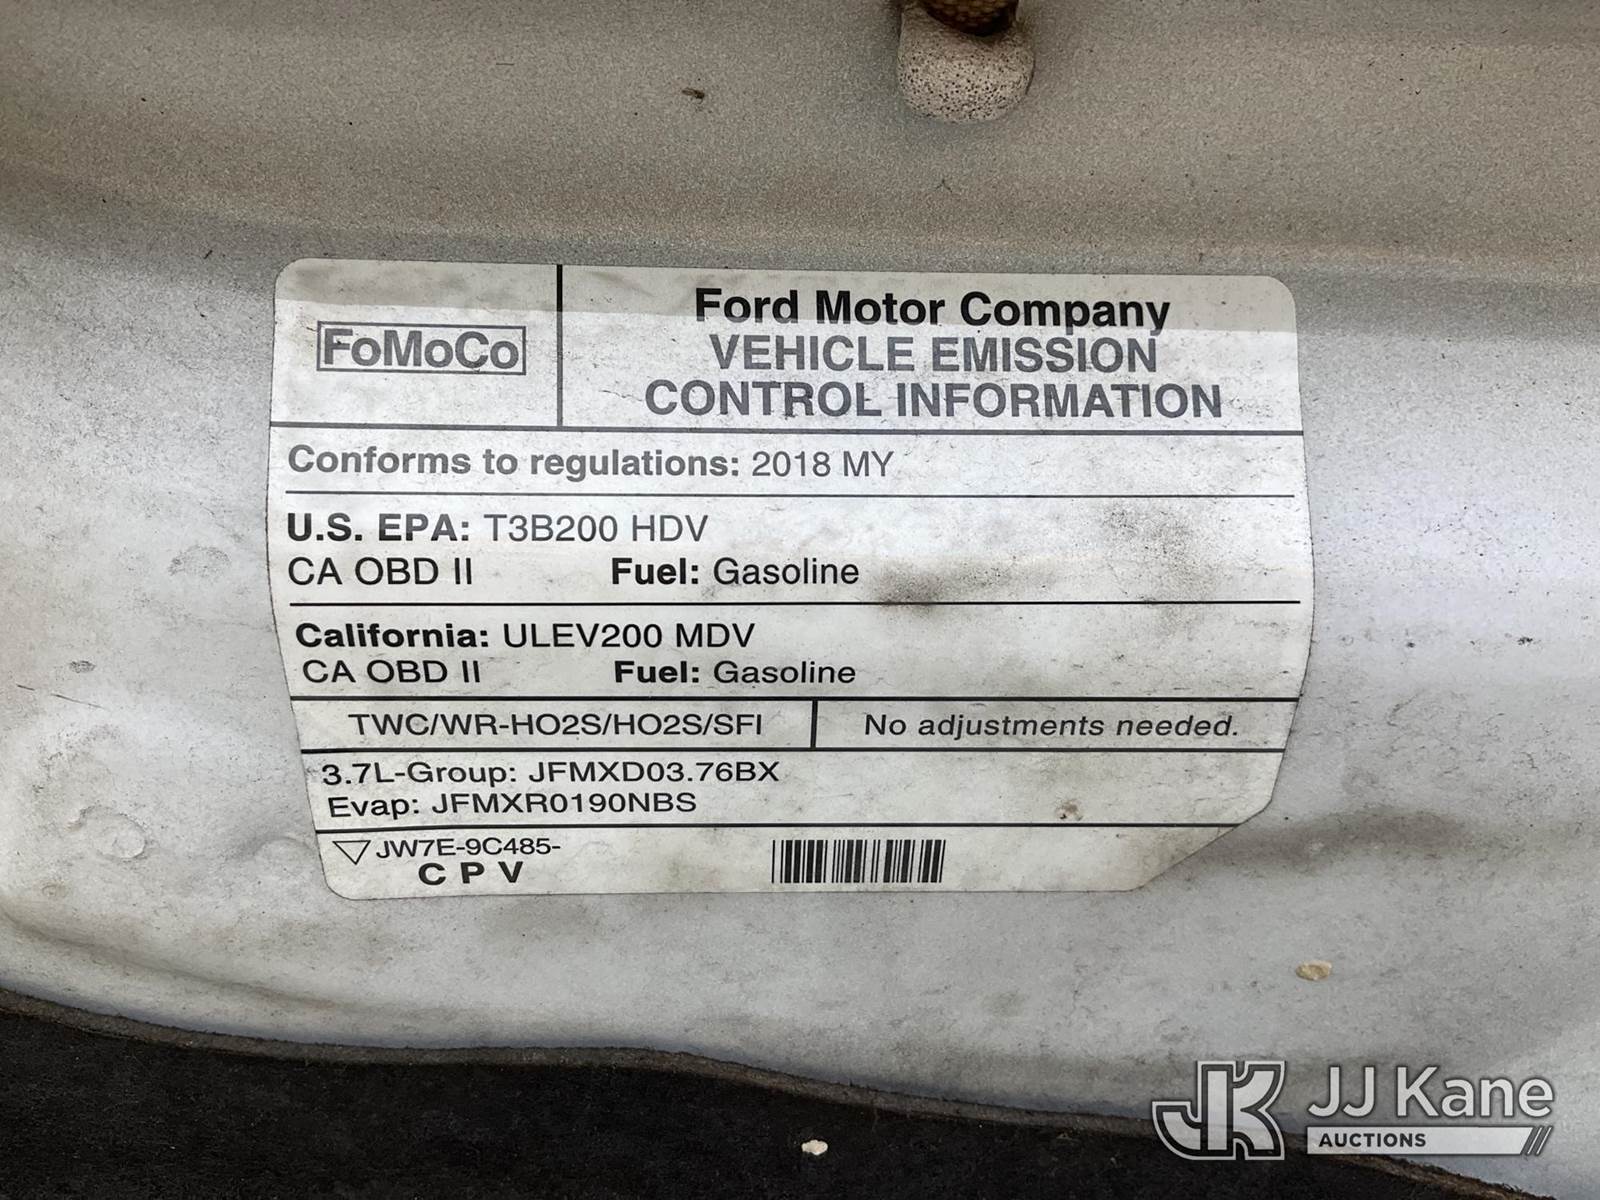 FoMoCo
Ford Motor Company
VEHICLE EMISSION
CONTROL INFORMATION
Conforms to regulations: 2018 MY
U.S. EPA: T3B200 HDV
CA OBD II Fuel: Gasoline
California: ULEV200 MDV
CA OBD II Fuel: Gasoline
TWC/WR-HO2S/HO2S/SFI
No adjustments needed.
3.7L-Group: JFMXD03.76BX
Evap: JFMXR0190NBS
JW7E-9C485-
C P V
JK JJ Kane
AUCTIONS